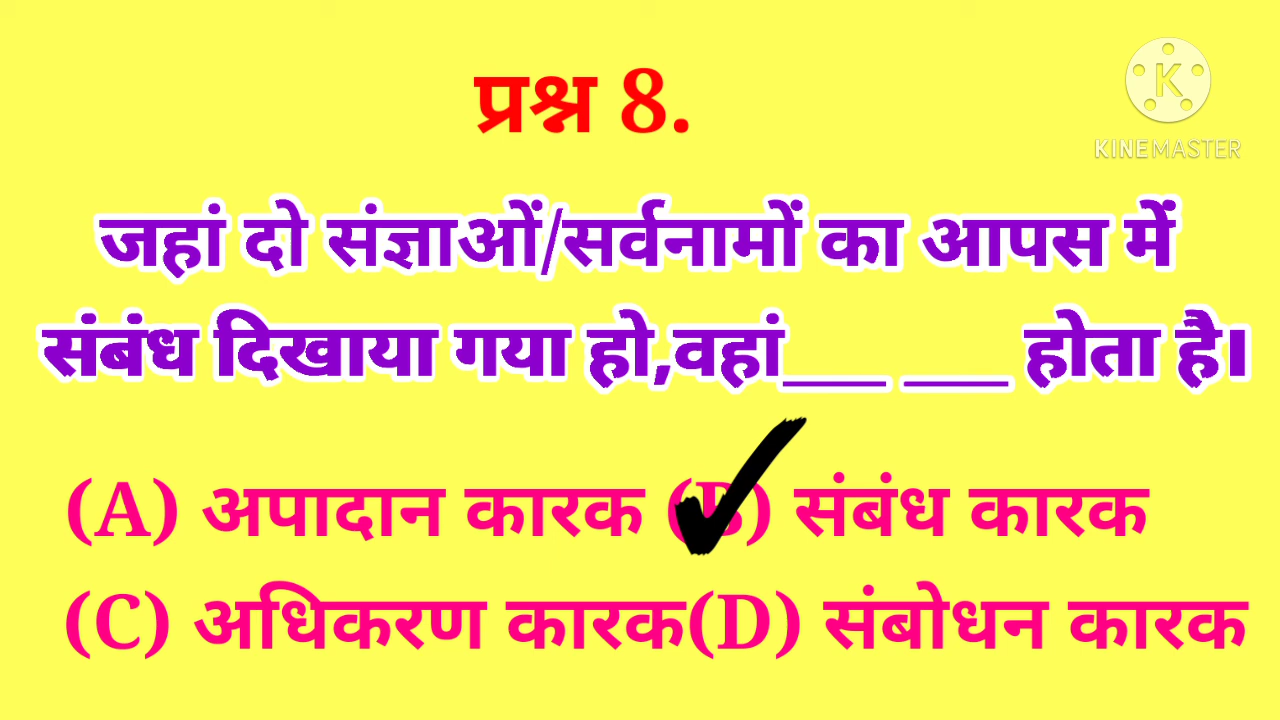 प्रश्न 8.
KINEMASTER
जहां दो संज्ञाओं/सर्वनामों का आपस में
संबंध दिखाया गया हो,वहां___ ___ होता है।
(A) अपादान कारक (B) संबंध कारक
(C) अधिकरण कारक(D) संबोधन कारक